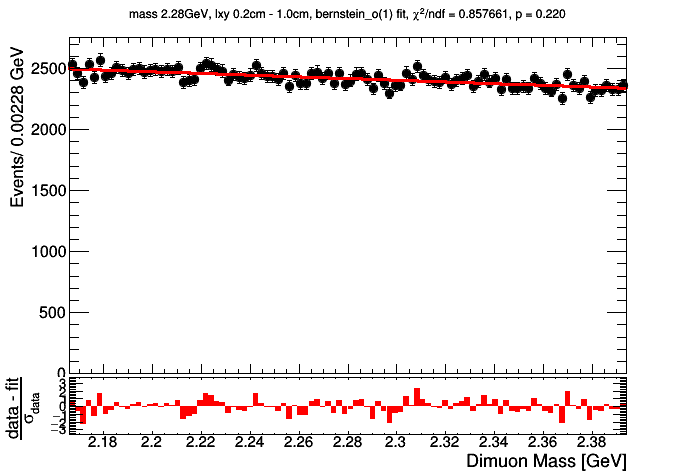 mass 2.28GeV, lxy 0.2cm - 1.0cm, bernstein_o(1) fit, χ²/ndf = 0.857661, p = 0.220
Events/ 0.00228 GeV
2500
2000
1500
1000
500
0
data - fit
σdata
3
2
1
0
−1
−2
−3
2.18 2.2 2.22 2.24 2.26 2.28 2.3 2.32 2.34 2.36 2.38
Dimuon Mass [GeV]